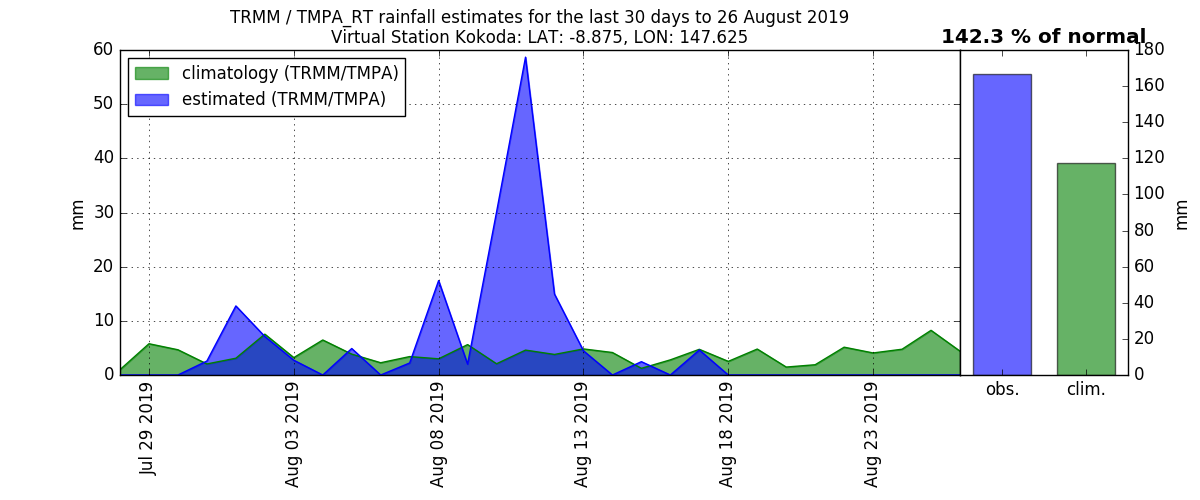 TRMM / TMPA_RT rainfall estimates for the last 30 days to 26 August 2019
Virtual Station Kokoda: LAT: -8.875, LON: 147.625
142.3 % of normal
climatology (TRMM/TMPA)
estimated (TRMM/TMPA)
mm
60
50
40
30
20
10
0
Jul 29 2019
Aug 03 2019
Aug 08 2019
Aug 13 2019
Aug 18 2019
Aug 23 2019
obs.
clim.
180
160
140
120
100
80
60
40
20
0
mm